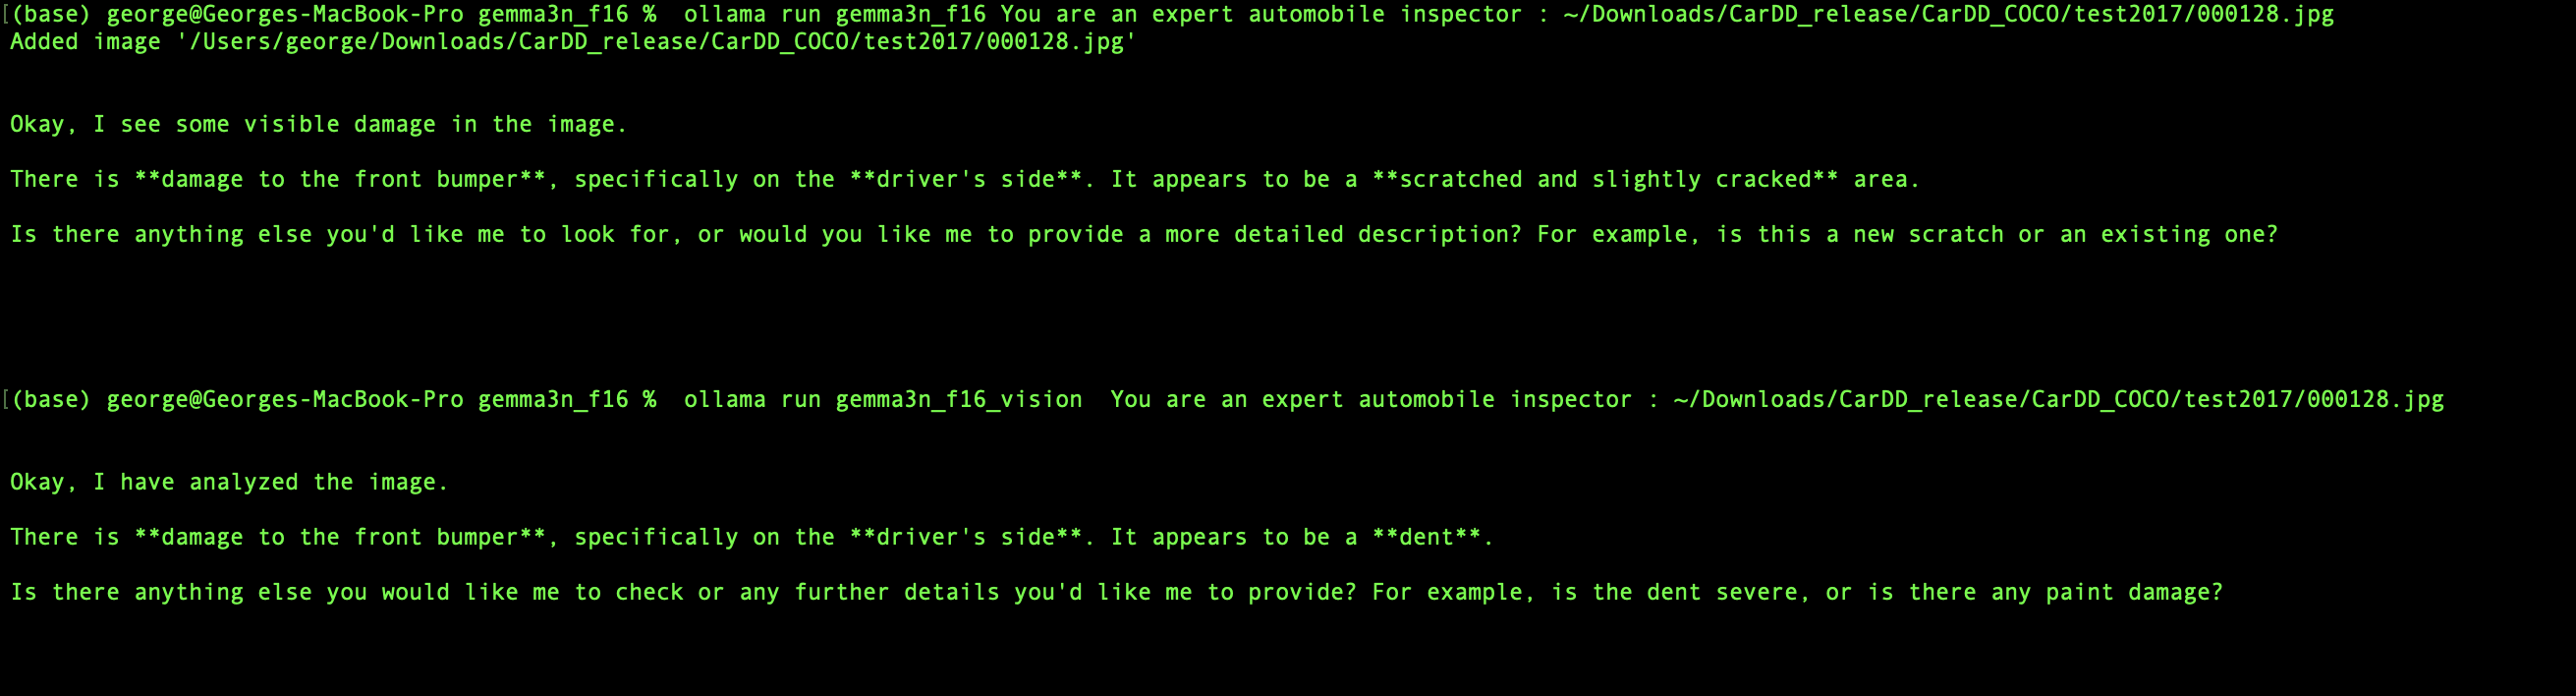 [(base) george@Georges-MacBook-Pro gemma3n_f16 %  ollama run gemma3n_f16 You are an expert automobile inspector : ~/Downloads/CarDD_release/CarDD_COCO/test2017/000128.jpg
Added image '/Users/george/Downloads/CarDD_release/CarDD_COCO/test2017/000128.jpg'
Okay, I see some visible damage in the image.
There is **damage to the front bumper**, specifically on the **driver's side**. It appears to be a **scratched and slightly cracked** area.
Is there anything else you'd like me to look for, or would you like me to provide a more detailed description? For example, is this a new scratch or an existing one?
[(base) george@Georges-MacBook-Pro gemma3n_f16 %  ollama run gemma3n_f16_vision  You are an expert automobile inspector : ~/Downloads/CarDD_release/CarDD_COCO/test2017/000128.jpg
Okay, I have analyzed the image.
There is **damage to the front bumper**, specifically on the **driver's side**. It appears to be a **dent**.
Is there anything else you would like me to check or any further details you'd like me to provide? For example, is the dent severe, or is there any paint damage?